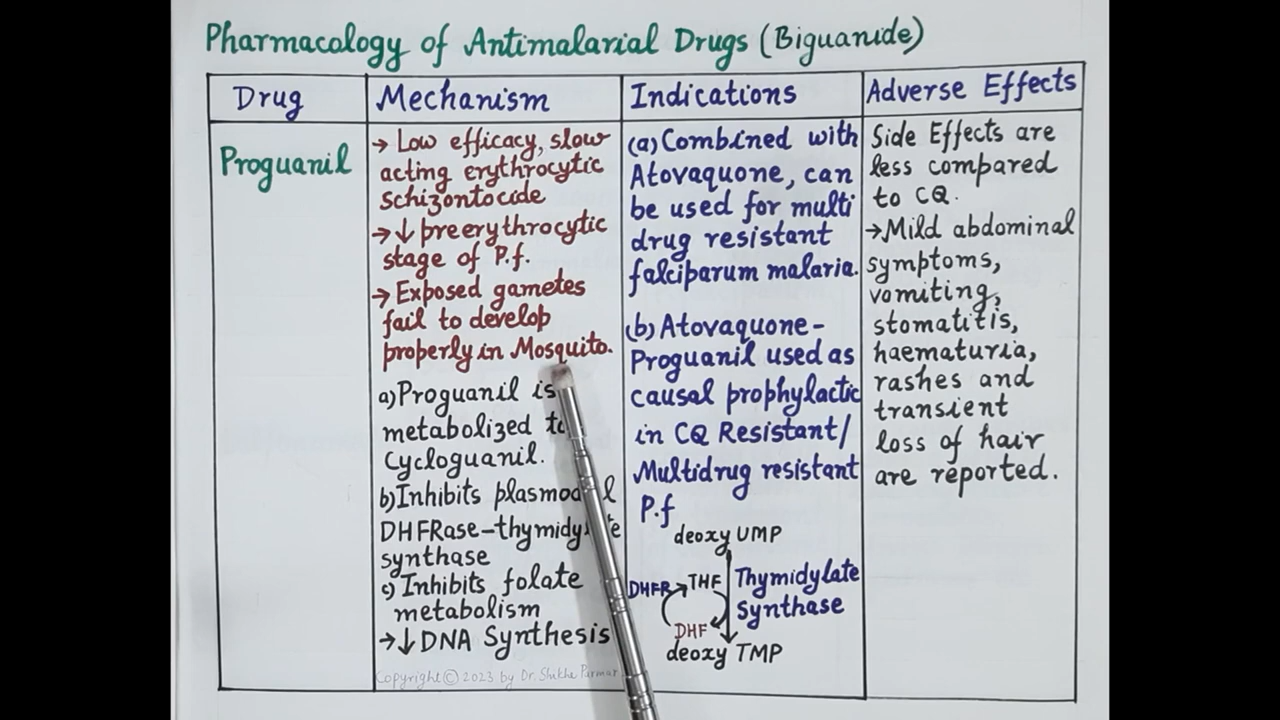 Pharmacology of Antimalarial Drugs (Biguanide)
Drug
Mechanism
Indications
Adverse Effects
Proguanil
→ Low efficacy, slow
acting erythrocytic
schizontocide
→↓preerythrocytic
stage of P.f.
→ Exposed gametes
fail to develop
properly in Mosquito.
a) Proguanil is
metabolized
Cycloguanil.
b) Inhibits
DHFRase-
synthase
c) Inhibits folate
metabolism
→↓ DNA Synthesis
Copyright © 2023 by Dr. Shikha Parmar
(a) Combined with
Atovaquone, can
be used for multi
drug resistant
falciparum malaria.
(b) Atovaquone-
Proguanil used as
causal prophylactic
in CQ Resistant/
Multidrug resistant
P.f
deoxy UMP
DHFR → THF
Thymidylate
Synthase
DHF
deoxy TMP
Side Effects are
less compared
to CQ.
→ Mild abdominal
symptoms,
vomiting,
stomatitis,
haematuria,
rashes and
transient
loss of hair
are reported.